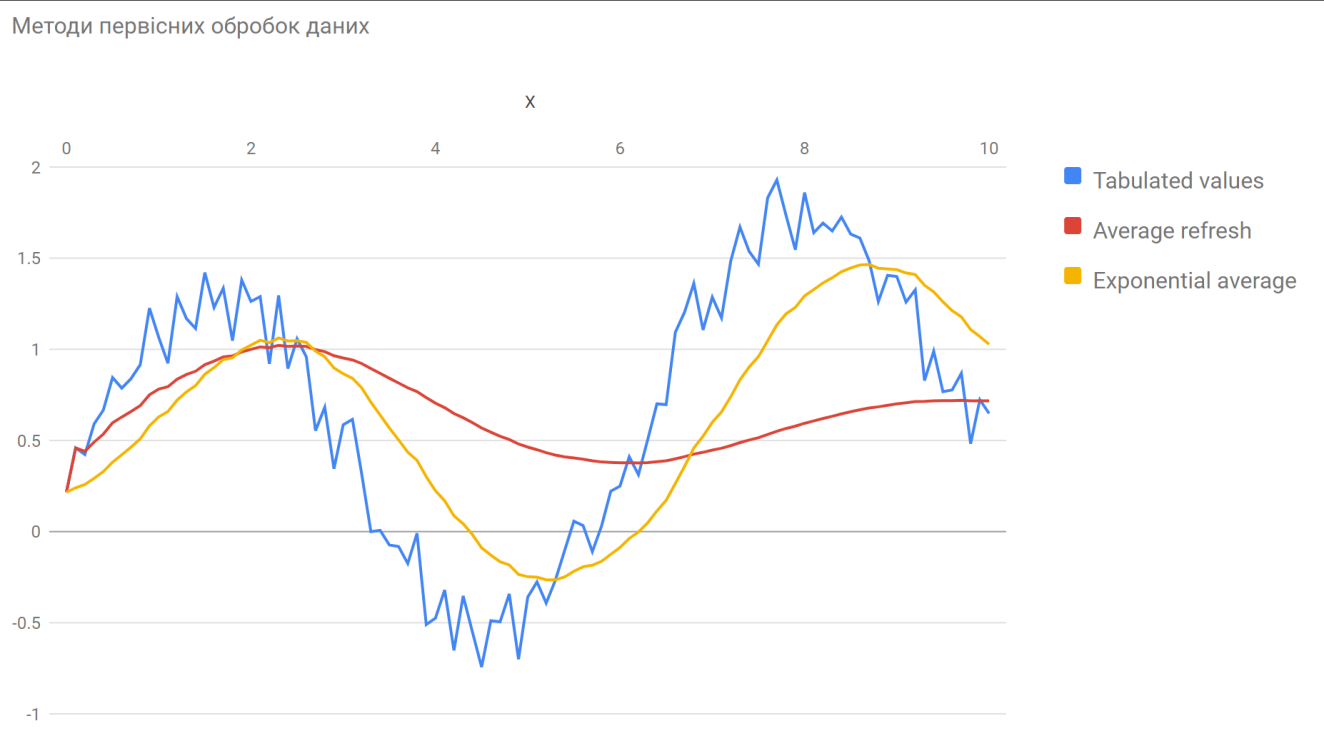 Методи первісних обробок даних
X
0 2 4 6 8 10
2
1.5
1
0.5
0
-0.5
-1
Tabulated values
Average refresh
Exponential average